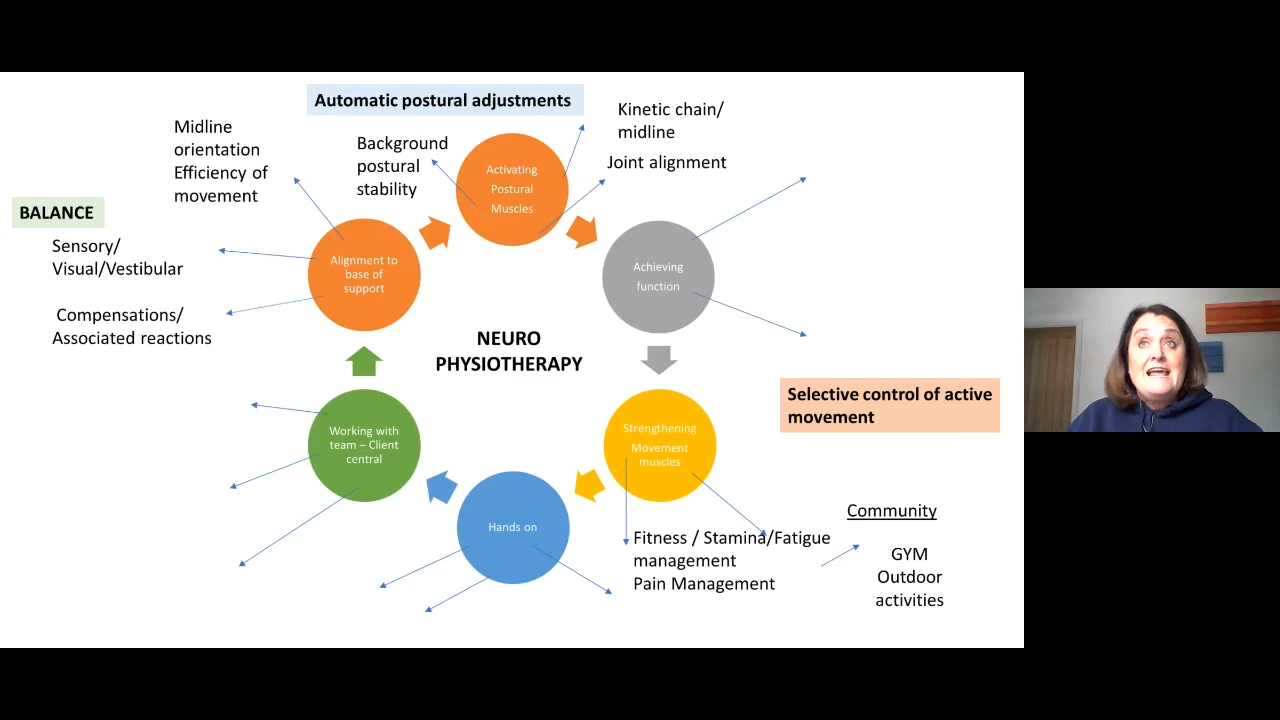 Automatic postural adjustments
Kinetic chain/
midline
Joint alignment
Midline
orientation
Efficiency of
movement
Background
postural
stability
Activating
Postural
Muscles
BALANCE
Sensory/
Visual/Vestibular
Compensations/
Associated reactions
Alignment to
base of
support
Achieving
function
NEURO
PHYSIOTHERAPY
Selective control of active
movement
Working with
team – Client
central
Strengthening
Movement
muscles
Hands on
Fitness / Stamina/Fatigue
management
Pain Management
Community
GYM
Outdoor
activities